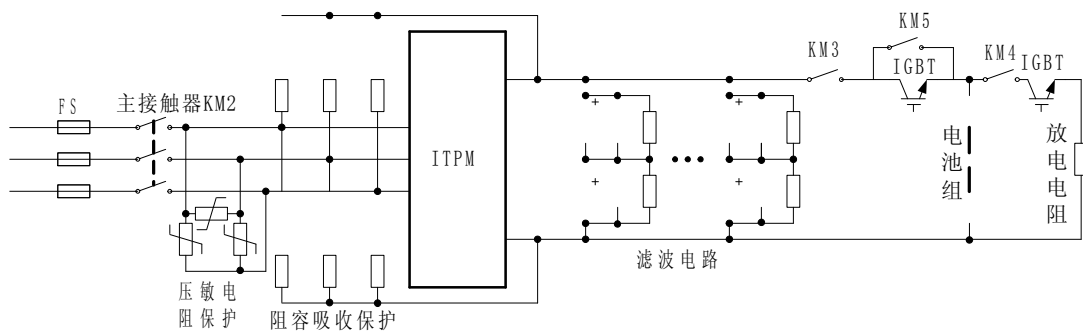 KM5
KM3
IGBT
KM4
IGBT
FS
主接触器KM2
ITPM
+
+
+
+
电池组
放电电阻
滤波电路
压敏电
阻保护
阻容吸收保护